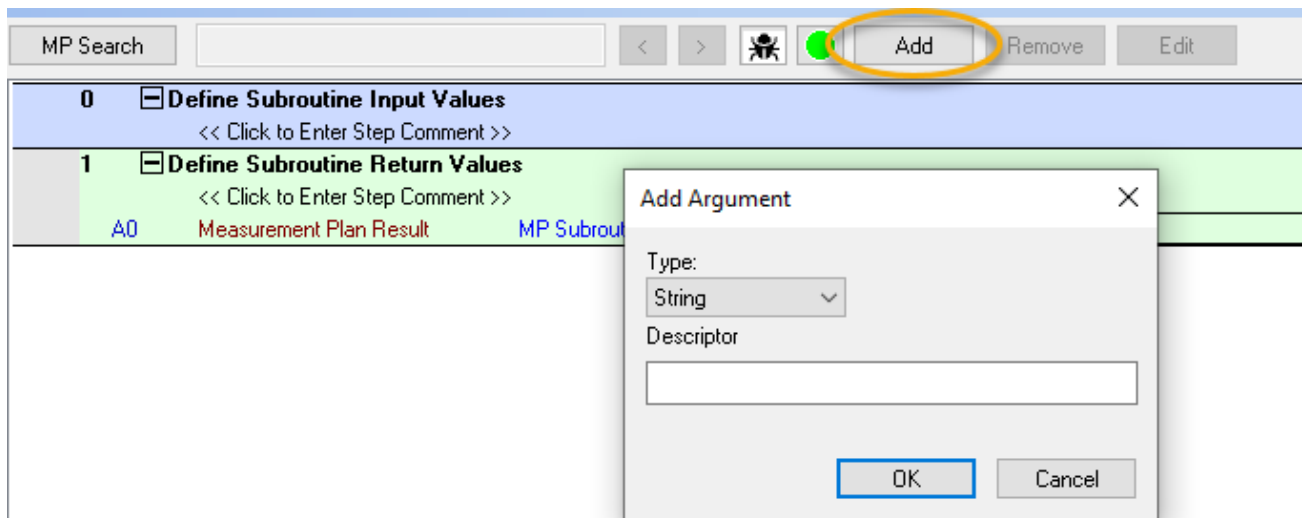 MP Search < > Add Remove Edit
0 Define Subroutine Input Values
<< Click to Enter Step Comment >>
1 Define Subroutine Return Values
<< Click to Enter Step Comment >>
A0 Measurement Plan Result MP Subrout
Add Argument
Type:
String
Descriptor
OK Cancel